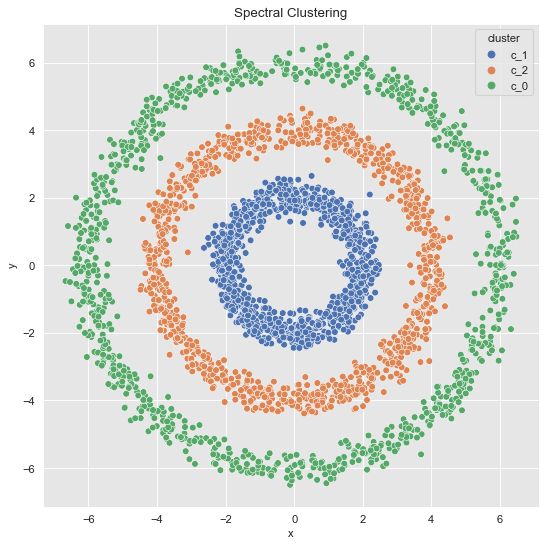 Spectral Clustering
cluster
c_1
c_2
c_0
6
4
2
0
−2
−4
−6
y
−6 −4 −2 0 2 4 6
x